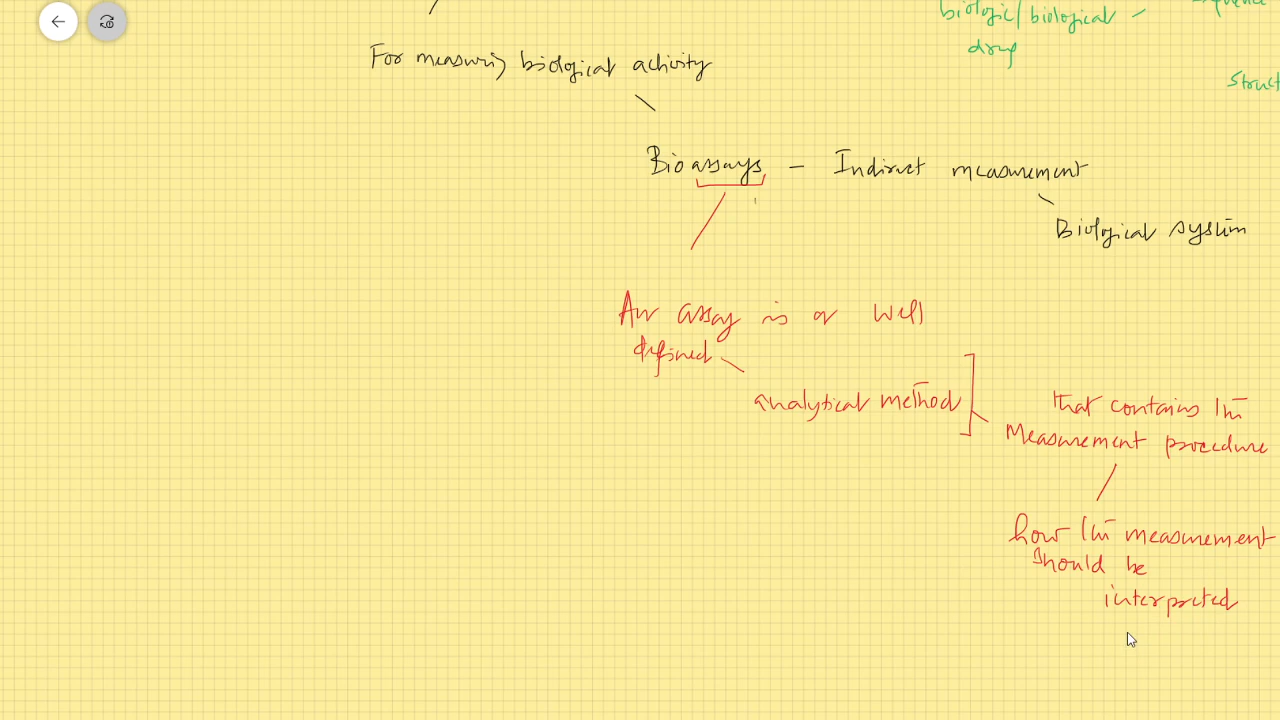 biologic/biological
drug
struct
For measuring biological activity
Bioassays - Indirect measurement
Biological system
An assay is a well
defined
analytical method
that contains the
Measurement procedure
how the measurement
should be
interpreted